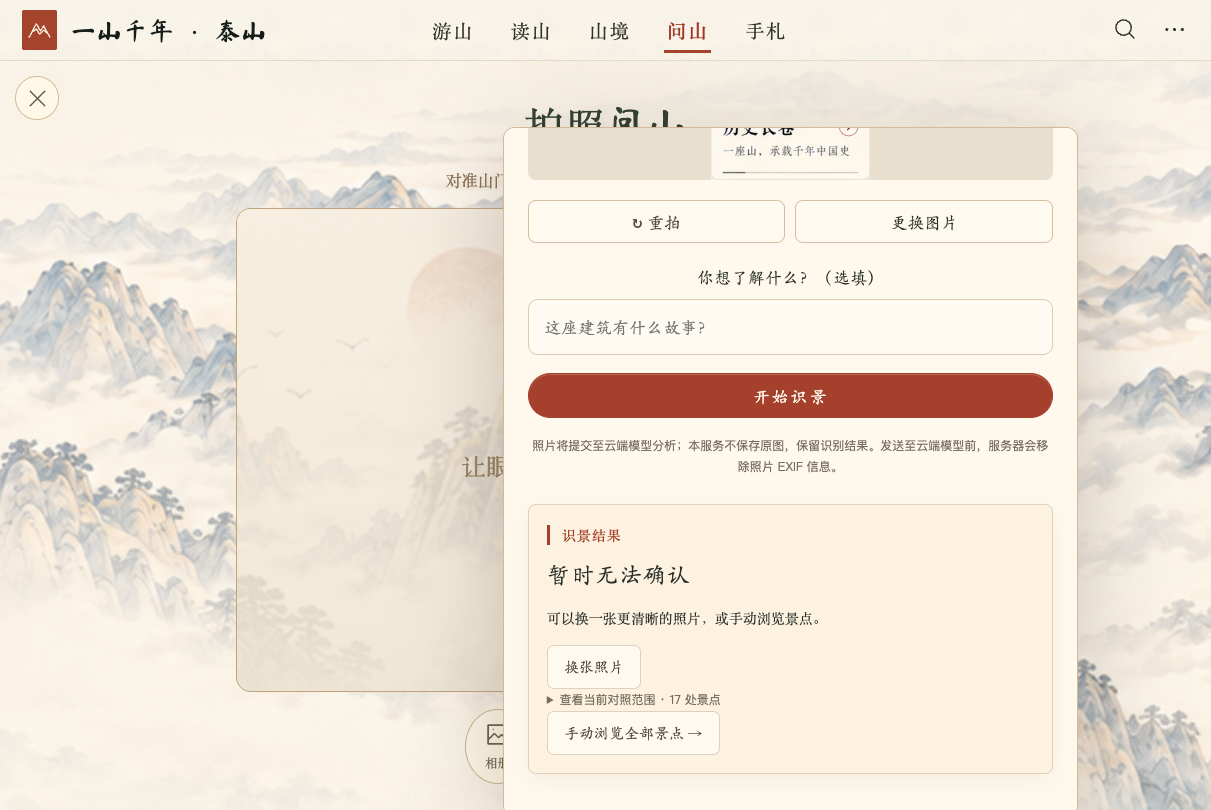 一山千年 · 泰山
游山
读山
山境
问山
手札
拍照问山
对准山门
让眼
相册
历史长卷
一座山，承载千年中国史
↻ 重拍
更换图片
你想了解什么？（选填）
这座建筑有什么故事？
开始识景
照片将提交至云端模型分析；本服务不保存原图，保留识别结果。发送至云端模型前，服务器会移
除照片 EXIF 信息。
识景结果
暂时无法确认
可以换一张更清晰的照片，或手动浏览景点。
换张照片
▶ 查看当前对照范围 · 17 处景点
手动浏览全部景点 →